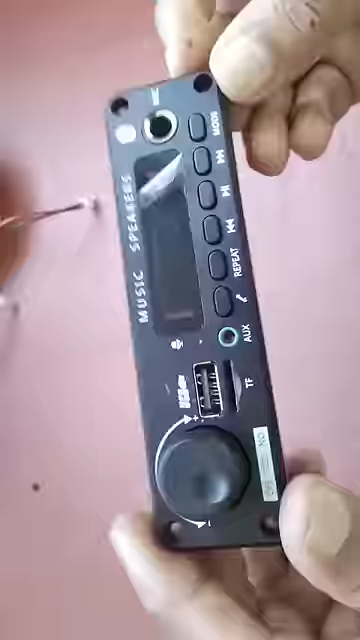 MUSIC SPEAKERS
MODE
REPEAT
AUX
TF
+
-
ON